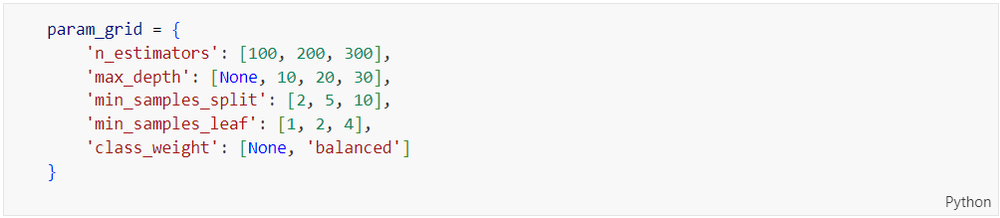 param_grid = {
    'n_estimators': [100, 200, 300],
    'max_depth': [None, 10, 20, 30],
    'min_samples_split': [2, 5, 10],
    'min_samples_leaf': [1, 2, 4],
    'class_weight': [None, 'balanced']
}
Python